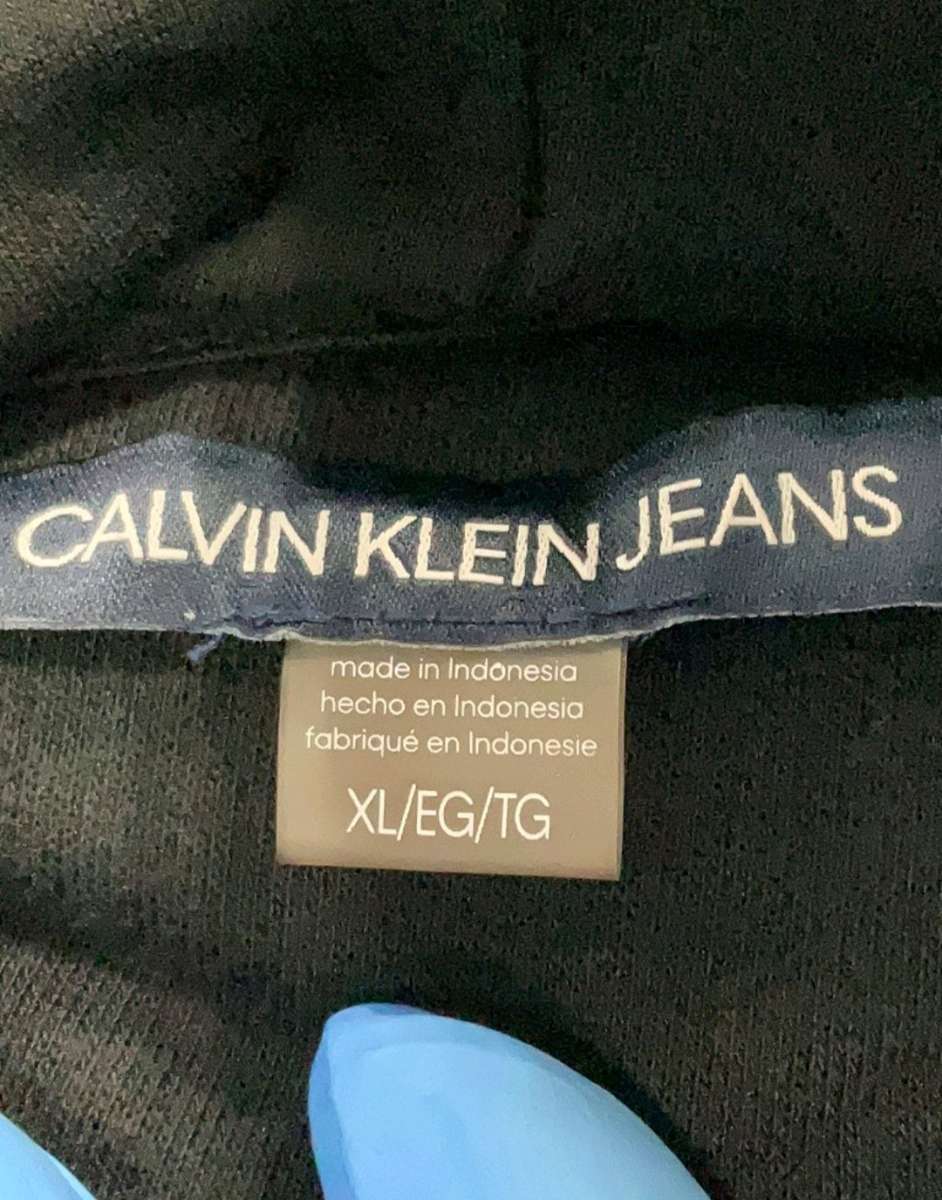 CALVIN KLEIN JEANS
made in Indonesia
hecho en Indonesia
fabriqué en Indonesie
XL/EG/TG